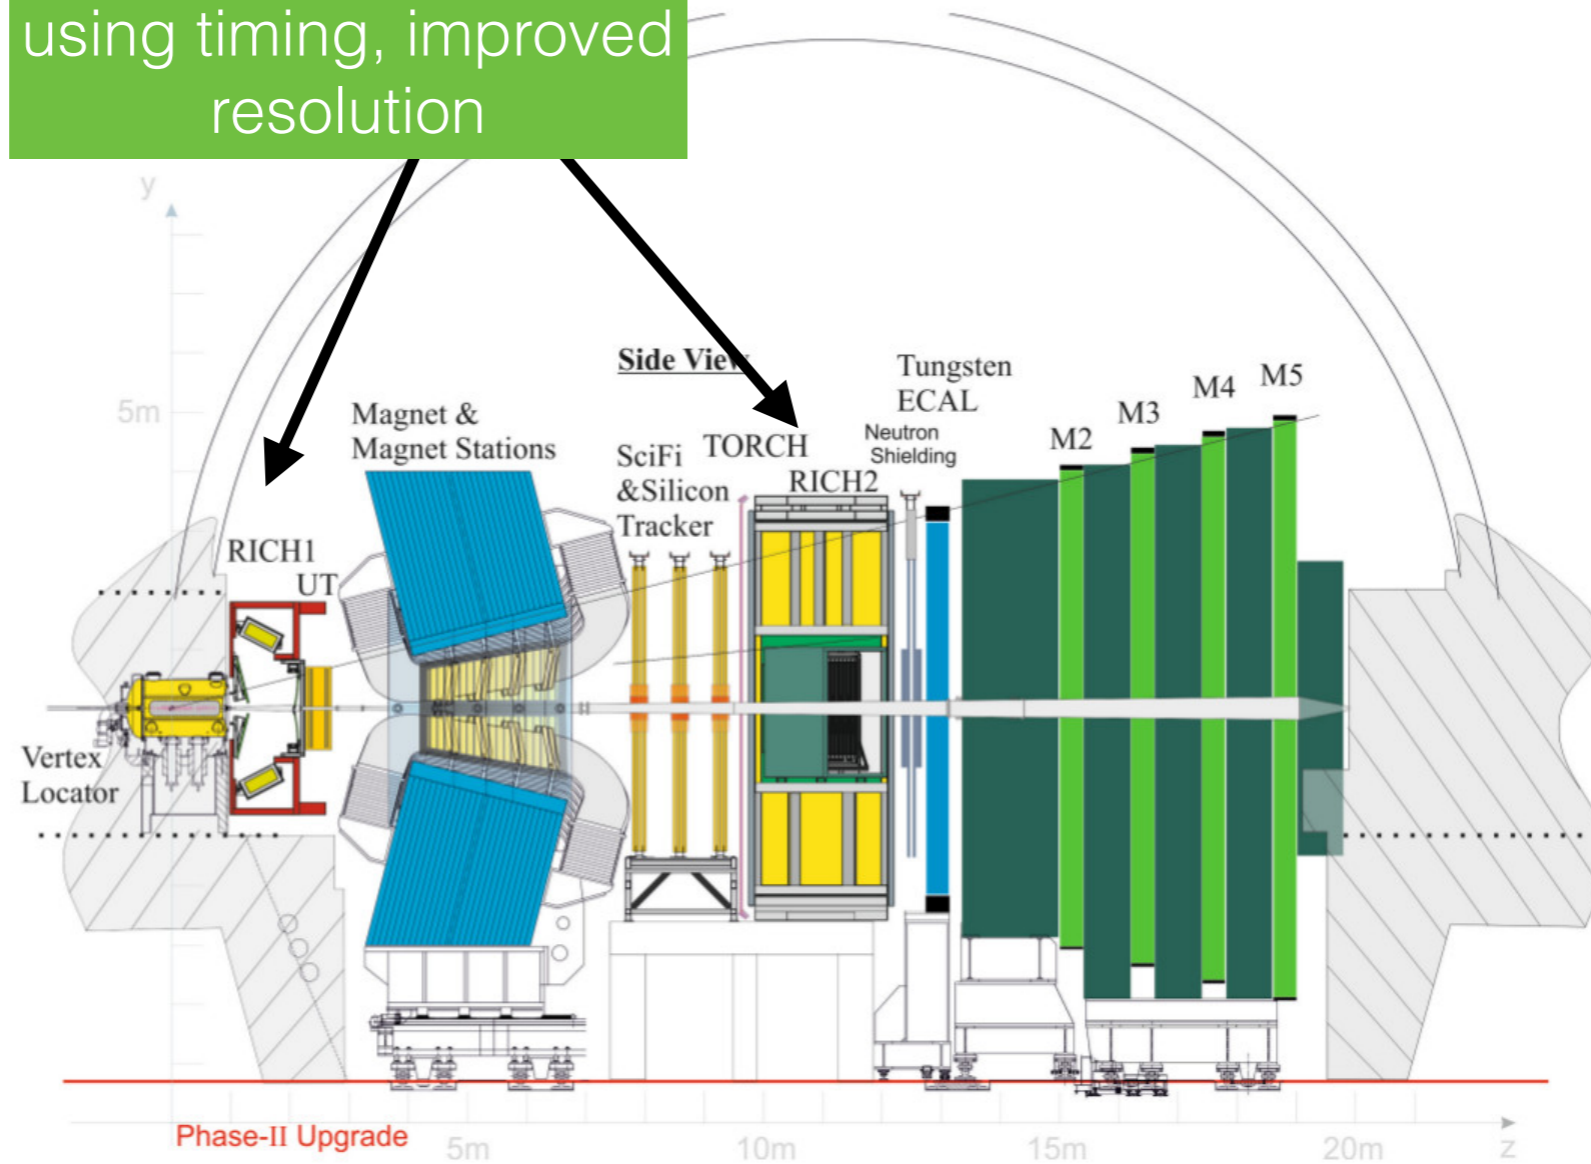 using timing, improved
resolution
y
5m
Side View
Tungsten
ECAL
M2
M3
M4
M5
Neutron
Shielding
Magnet &
Magnet Stations
SciFi
&Silicon
Tracker
TORCH
RICH2
RICH1
UT
Vertex
Locator
Phase-II Upgrade
5m
10m
15m
20m
z